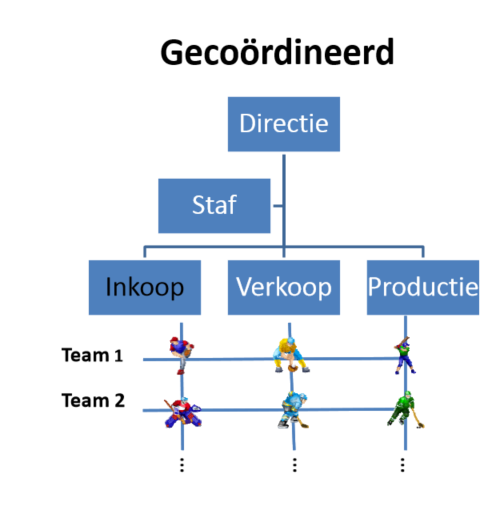 Gecoördineerd
Directie
Staf
Inkoop Verkoop Productie
Team 1
Team 2
... ... ...